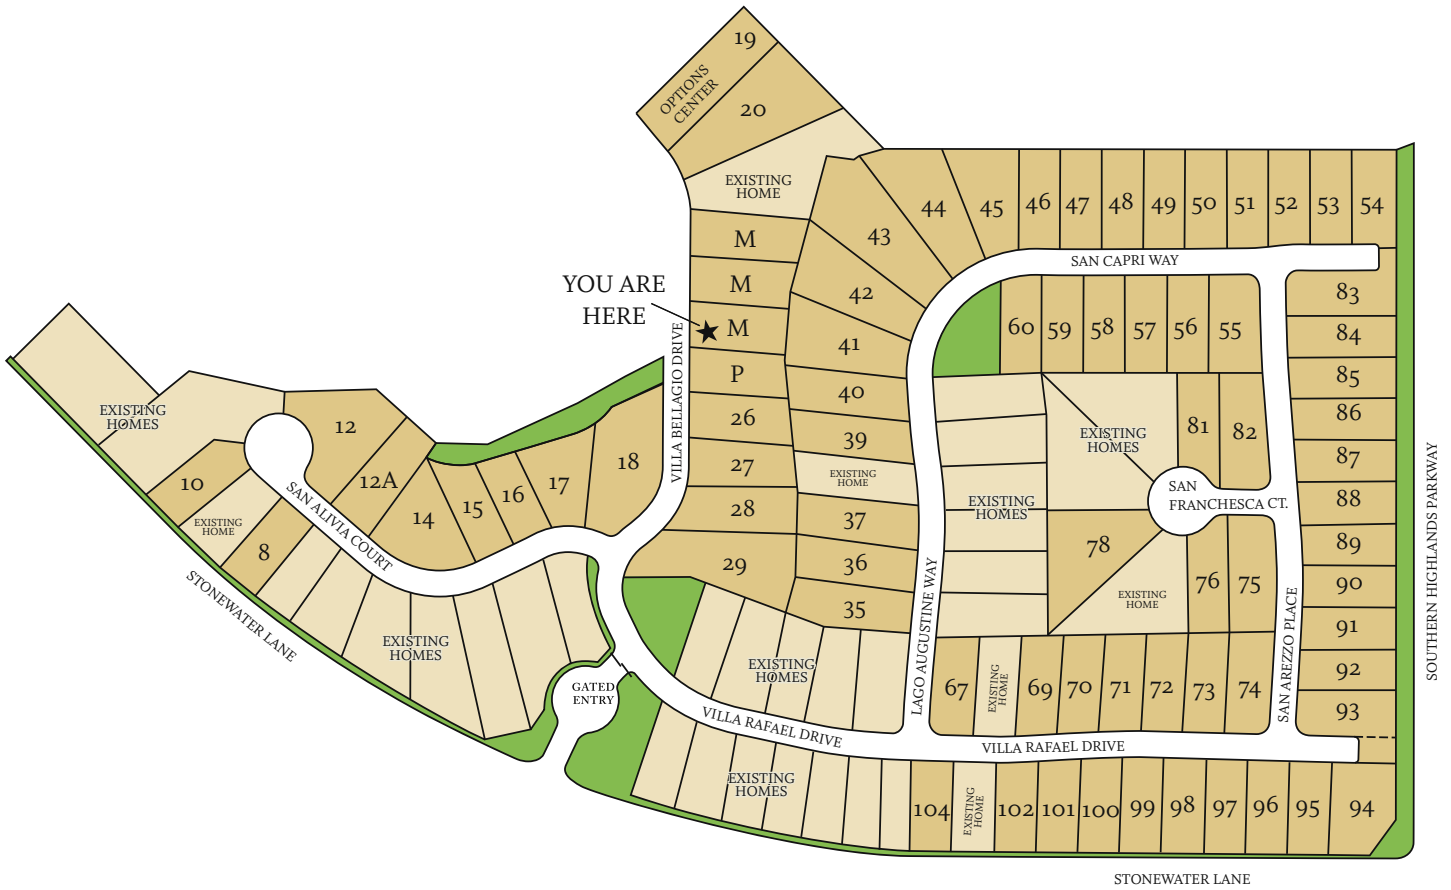 19
OPTIONS
CENTER
20
EXISTING
HOME
M
M
YOU ARE
HERE
M
P
26
27
28
29
VILLA BELLAGIO DRIVE
43
44
45
46
47
48
49
50
51
52
53
54
42
41
40
39
EXISTING
HOME
37
36
35
SAN CAPRI WAY
60
59
58
57
56
55
83
84
85
86
87
88
89
90
91
92
93
EXISTING
HOMES
81
82
SAN
FRANCHESCA CT.
EXISTING
HOMES
78
EXISTING
HOME
76
75
LAGO AUGUSTINE WAY
SAN AREZZO PLACE
SOUTHERN HIGHLANDS PARKWAY
67
EXISTING
HOME
69
70
71
72
73
74
EXISTING
HOMES
12
12A
14
15
16
17
18
10
EXISTING
HOME
8
SAN ALIVIA COURT
STONEWATER LANE
EXISTING
HOMES
GATED
ENTRY
EXISTING
HOMES
VILLA RAFAEL DRIVE
VILLA RAFAEL DRIVE
EXISTING
HOMES
104
EXISTING
HOME
102
101
100
99
98
97
96
95
94
STONEWATER LANE